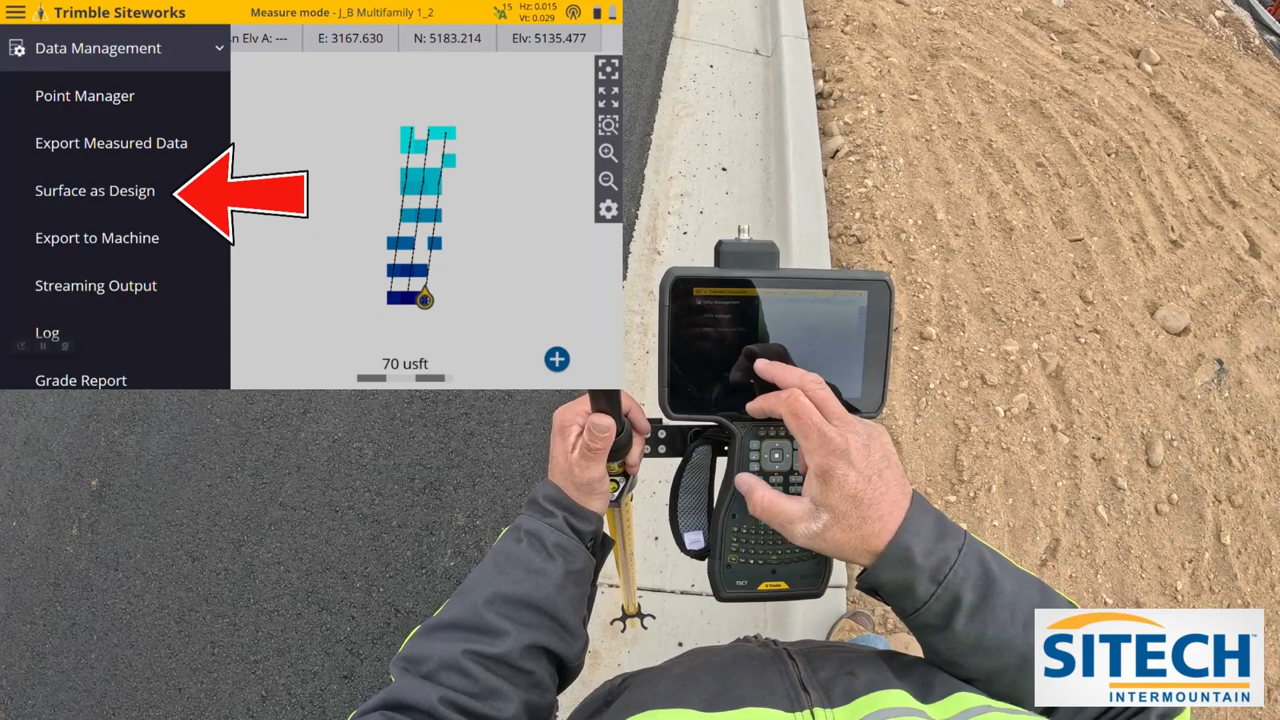 Trimble Siteworks
Measure mode - J_B Multifamily 1_2
15
Hz: 0.015
Vt: 0.029
Data Management
n Elv A: ---
E: 3167.630
N: 5183.214
Elv: 5135.477
Point Manager
Export Measured Data
Surface as Design
Export to Machine
Streaming Output
Log
Grade Report
70 usft
TSC7
Trimble
SITECH
INTERMOUNTAIN